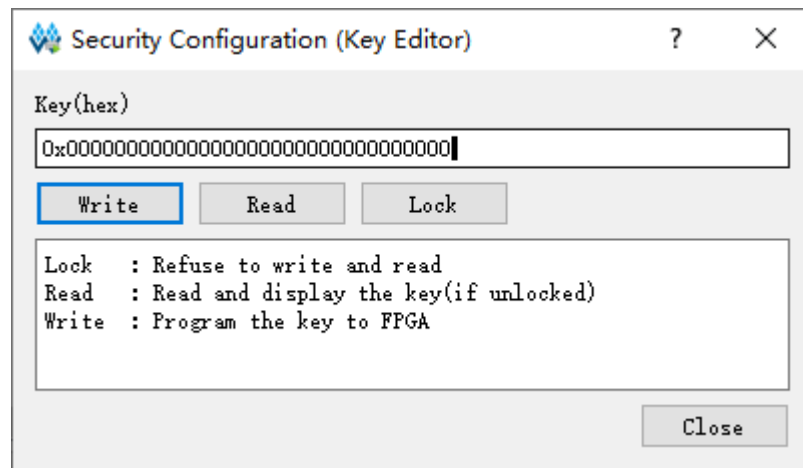 Security Configuration (Key Editor)
?
Key(hex)
0x00000000000000000000000000000000
Write
Read
Lock
Lock : Refuse to write and read
Read : Read and display the key(if unlocked)
Write : Program the key to FPGA
Close